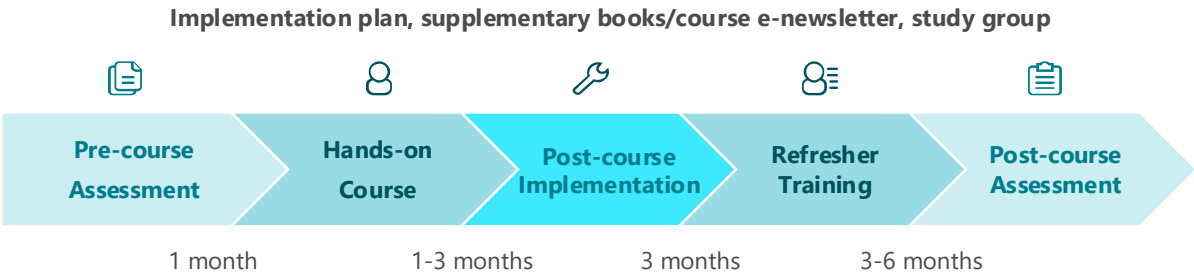 Implementation plan, supplementary books/course e-newsletter, study group
Pre-course
Assessment
Hands-on
Course
Post-course
Implementation
Refresher
Training
Post-course
Assessment
1 month
1-3 months
3 months
3-6 months